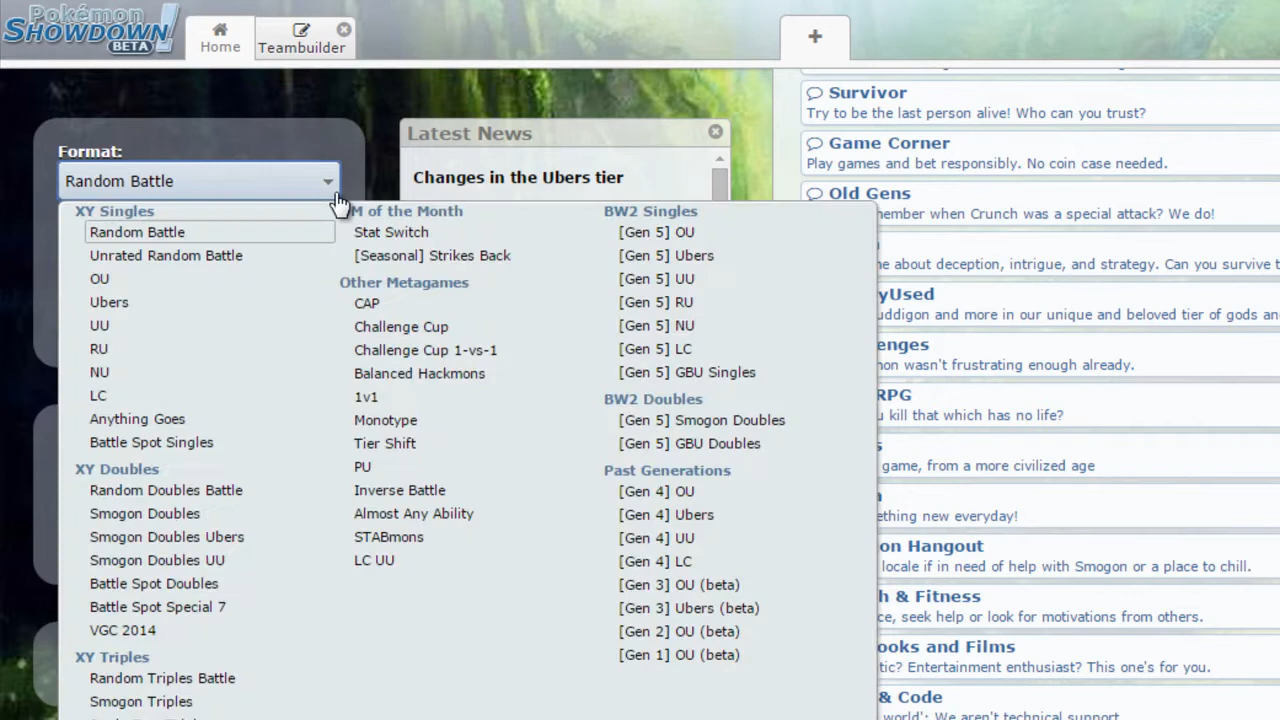 Pokémon
SHOWDOWN!
BETA
Home
Teambuilder
+
Format:
Random Battle
XY Singles
Random Battle
Unrated Random Battle
OU
Ubers
UU
RU
NU
LC
Anything Goes
Battle Spot Singles
XY Doubles
Random Doubles Battle
Smogon Doubles
Smogon Doubles Ubers
Smogon Doubles UU
Battle Spot Doubles
Battle Spot Special 7
VGC 2014
XY Triples
Random Triples Battle
Smogon Triples
M of the Month
Stat Switch
[Seasonal] Strikes Back
Other Metagames
CAP
Challenge Cup
Challenge Cup 1-vs-1
Balanced Hackmons
1v1
Monotype
Tier Shift
PU
Inverse Battle
Almost Any Ability
STABmons
LC UU
BW2 Singles
[Gen 5] OU
[Gen 5] Ubers
[Gen 5] UU
[Gen 5] RU
[Gen 5] NU
[Gen 5] LC
[Gen 5] GBU Singles
BW2 Doubles
[Gen 5] Smogon Doubles
[Gen 5] GBU Doubles
Past Generations
[Gen 4] OU
[Gen 4] Ubers
[Gen 4] UU
[Gen 4] LC
[Gen 3] OU (beta)
[Gen 3] Ubers (beta)
[Gen 2] OU (beta)
[Gen 1] OU (beta)
Latest News
Changes in the Ubers tier
Survivor
Try to be the last person alive! Who can you trust?
Game Corner
Play games and bet responsibly. No coin case needed.
Old Gens
member when Crunch was a special attack? We do!
me about deception, intrigue, and strategy. Can you survive t
yUsed
uddigon and more in our unique and beloved tier of gods an
enges
mon wasn't frustrating enough already.
RPG
u kill that which has no life?
s
game, from a more civilized age
ething new everyday!
on Hangout
locale if in need of help with Smogon or a place to chill.
h & Fitness
ce, seek help or look for motivations from others.
ooks and Films
tic? Entertainment enthusiast? This one's for you.
& Code
world': We aren't technical support